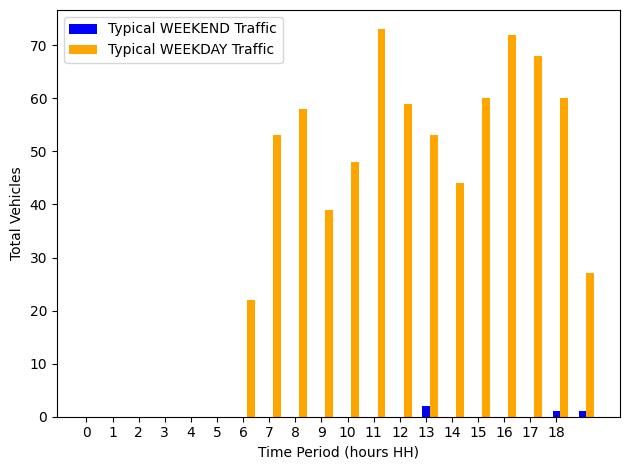 Typical WEEKEND Traffic
Typical WEEKDAY Traffic
70
60
50
40
30
20
10
0
Total Vehicles
0 1 2 3 4 5 6 7 8 9 10 11 12 13 14 15 16 17 18
Time Period (hours HH)